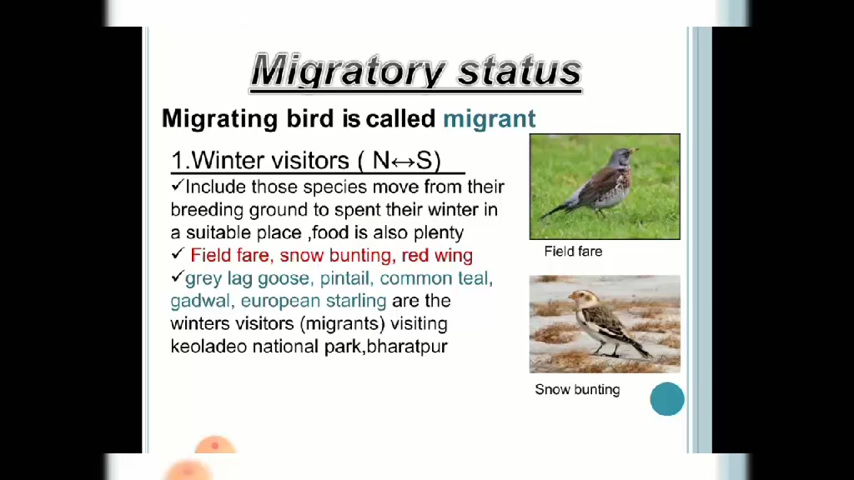 Migratory status
Migrating bird is called migrant
1.Winter visitors ( N↔S)
✓Include those species move from their
breeding ground to spent their winter in
a suitable place ,food is also plenty
✓ Field fare, snow bunting, red wing
✓grey lag goose, pintail, common teal,
gadwal, european starling are the
winters visitors (migrants) visiting
keoladeo national park,bharatpur
Field fare
Snow bunting